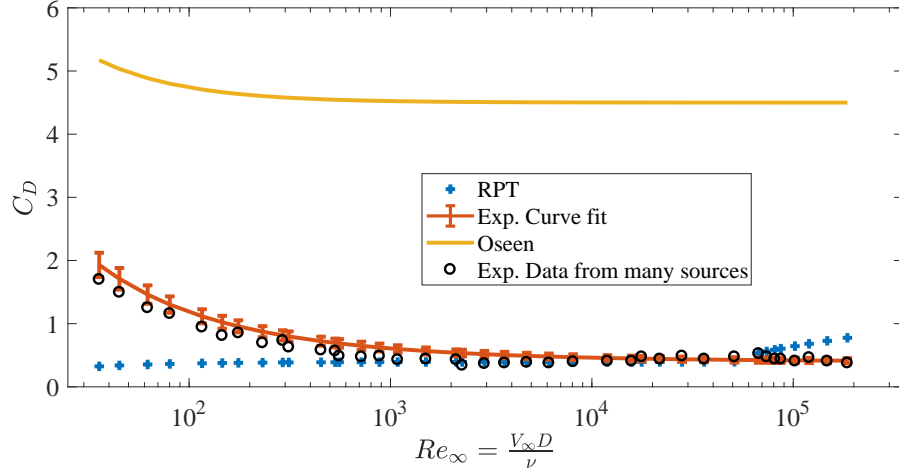 6
5
4
3
2
1
0
C_D
RPT
Exp. Curve fit
Oseen
Exp. Data from many sources
10^2 10^3 10^4 10^5
Re_∞ = \frac{V_∞ D}{ν}